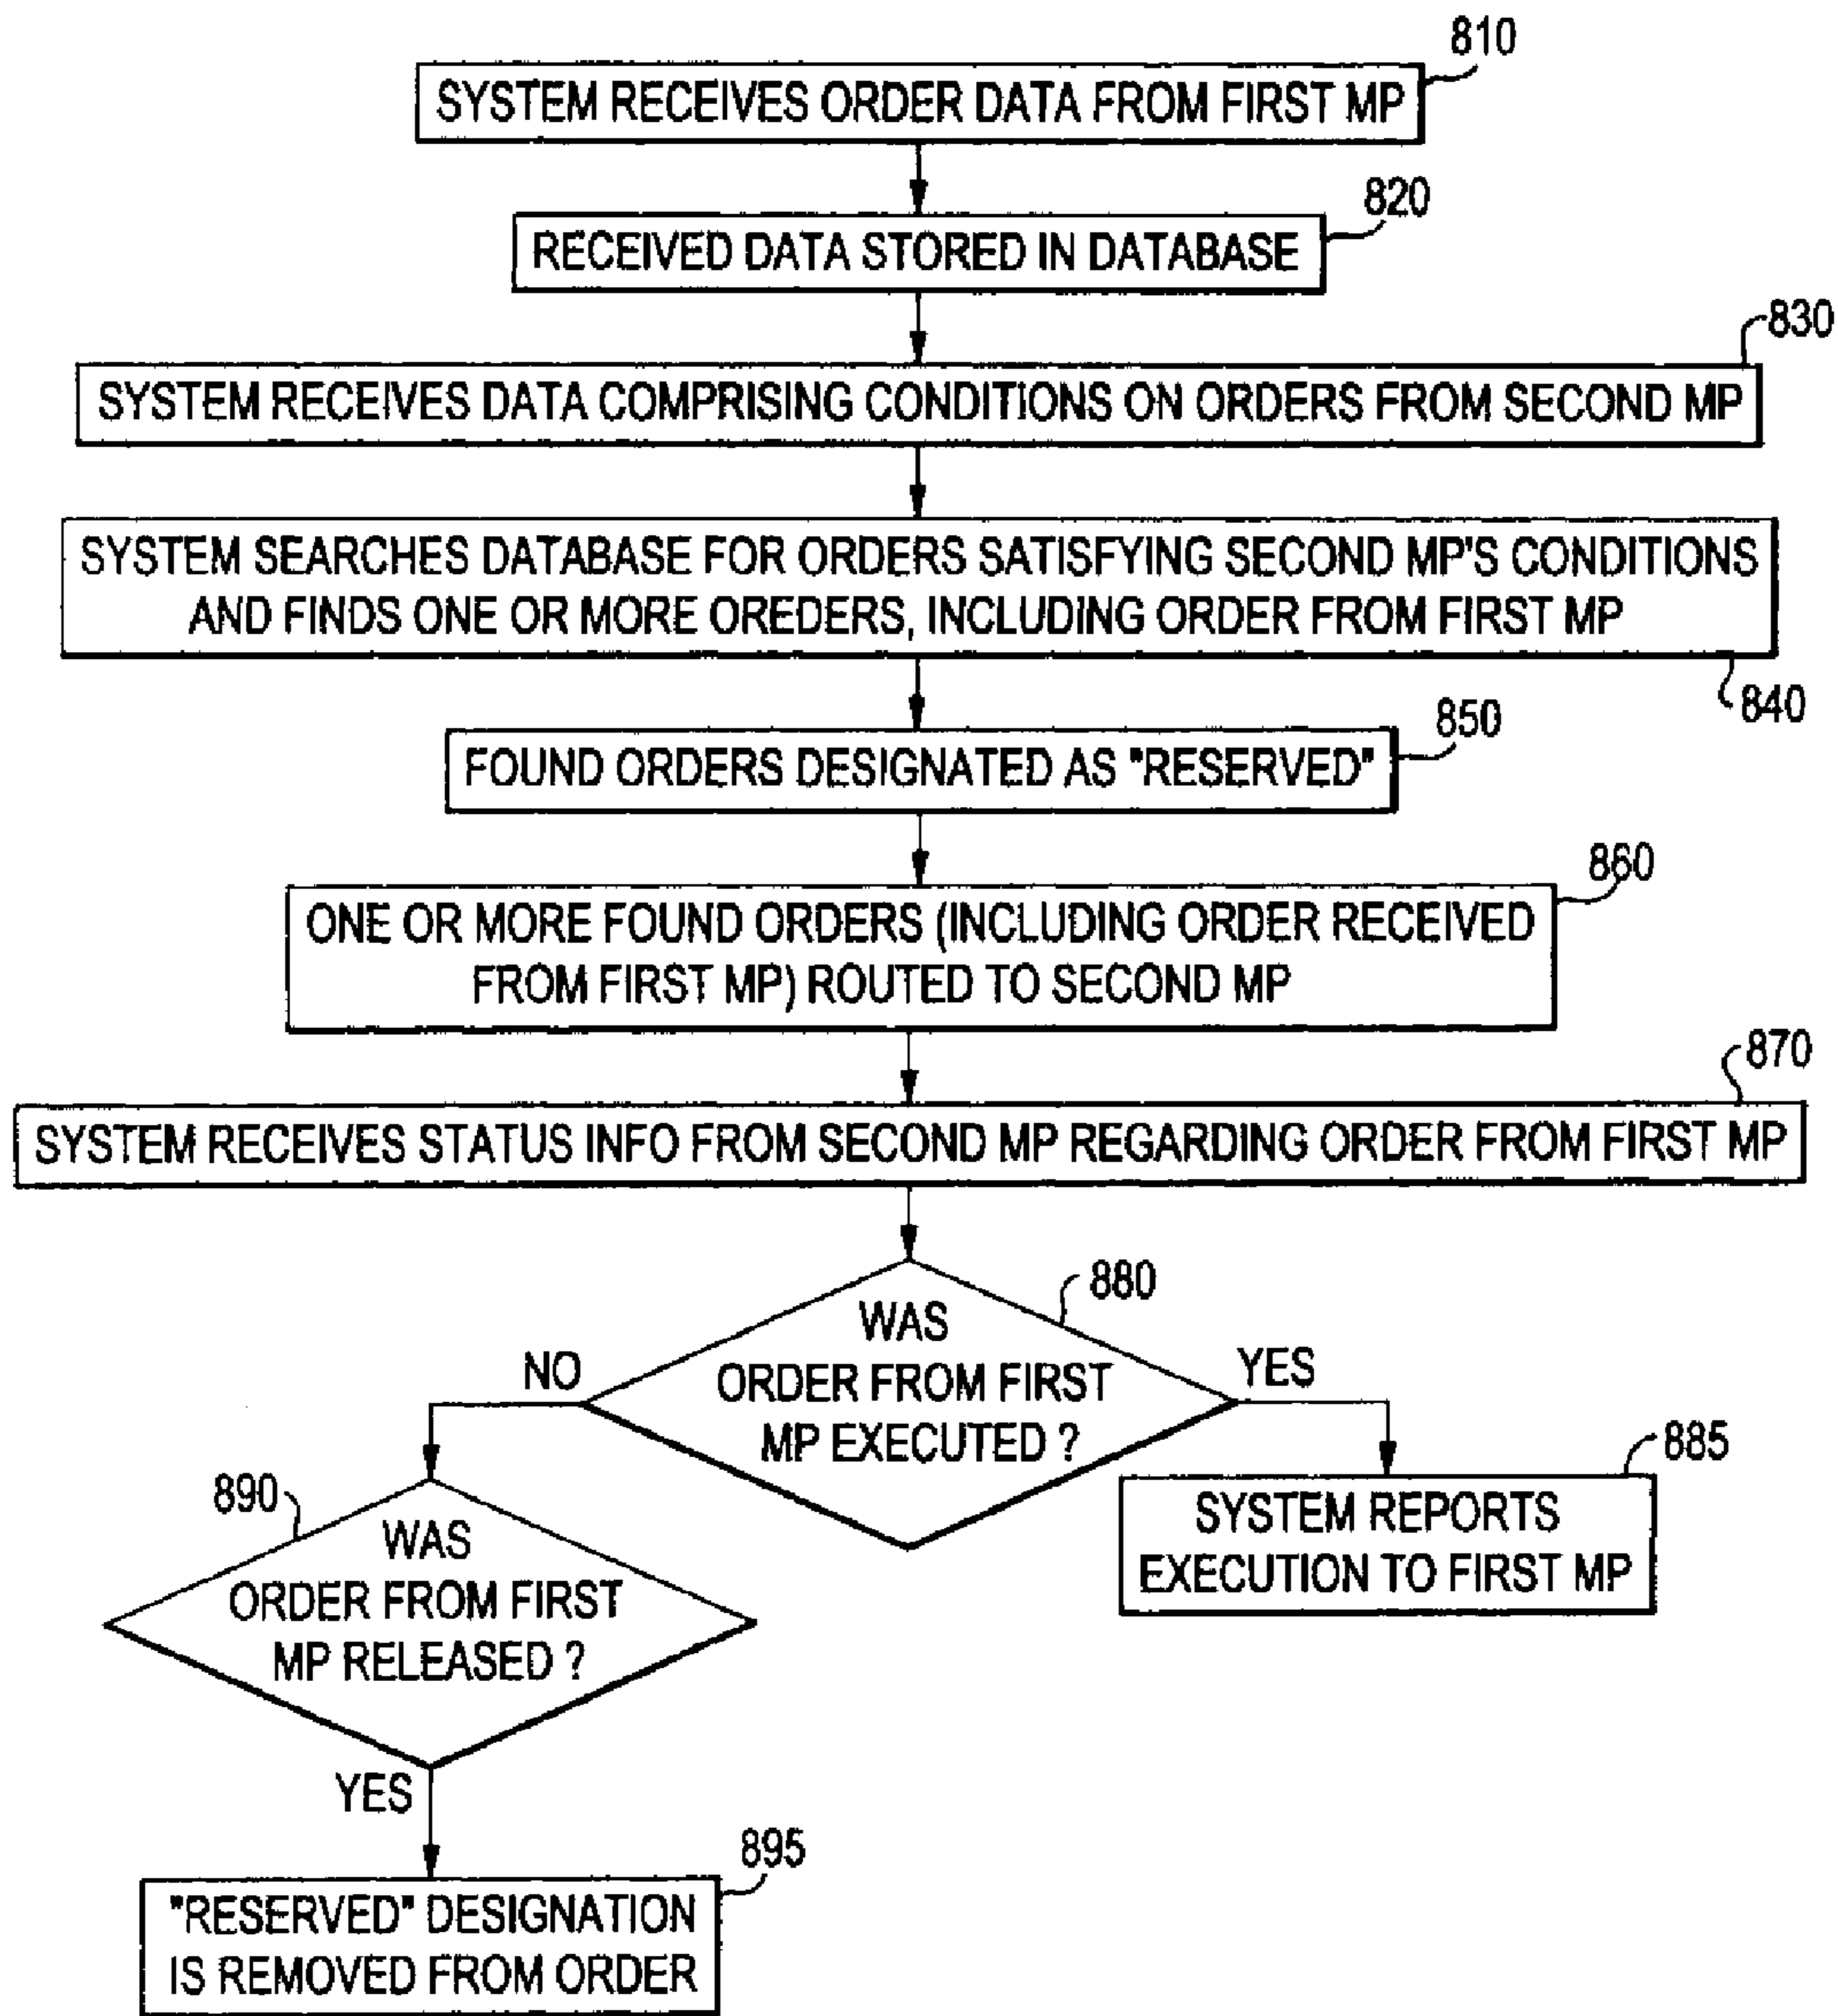 810
SYSTEM RECEIVES ORDER DATA FROM FIRST MP
820
RECEIVED DATA STORED IN DATABASE
830
SYSTEM RECEIVES DATA COMPRISING CONDITIONS ON ORDERS FROM SECOND MP
SYSTEM SEARCHES DATABASE FOR ORDERS SATISFYING SECOND MP'S CONDITIONS
AND FINDS ONE OR MORE OREDERS, INCLUDING ORDER FROM FIRST MP
840
850
FOUND ORDERS DESIGNATED AS "RESERVED"
860
ONE OR MORE FOUND ORDERS (INCLUDING ORDER RECEIVED
FROM FIRST MP) ROUTED TO SECOND MP
870
SYSTEM RECEIVES STATUS INFO FROM SECOND MP REGARDING ORDER FROM FIRST MP
880
WAS
ORDER FROM FIRST
MP EXECUTED ?
NO
YES
885
SYSTEM REPORTS
EXECUTION TO FIRST MP
890
WAS
ORDER FROM FIRST
MP RELEASED ?
YES
895
"RESERVED" DESIGNATION
IS REMOVED FROM ORDER